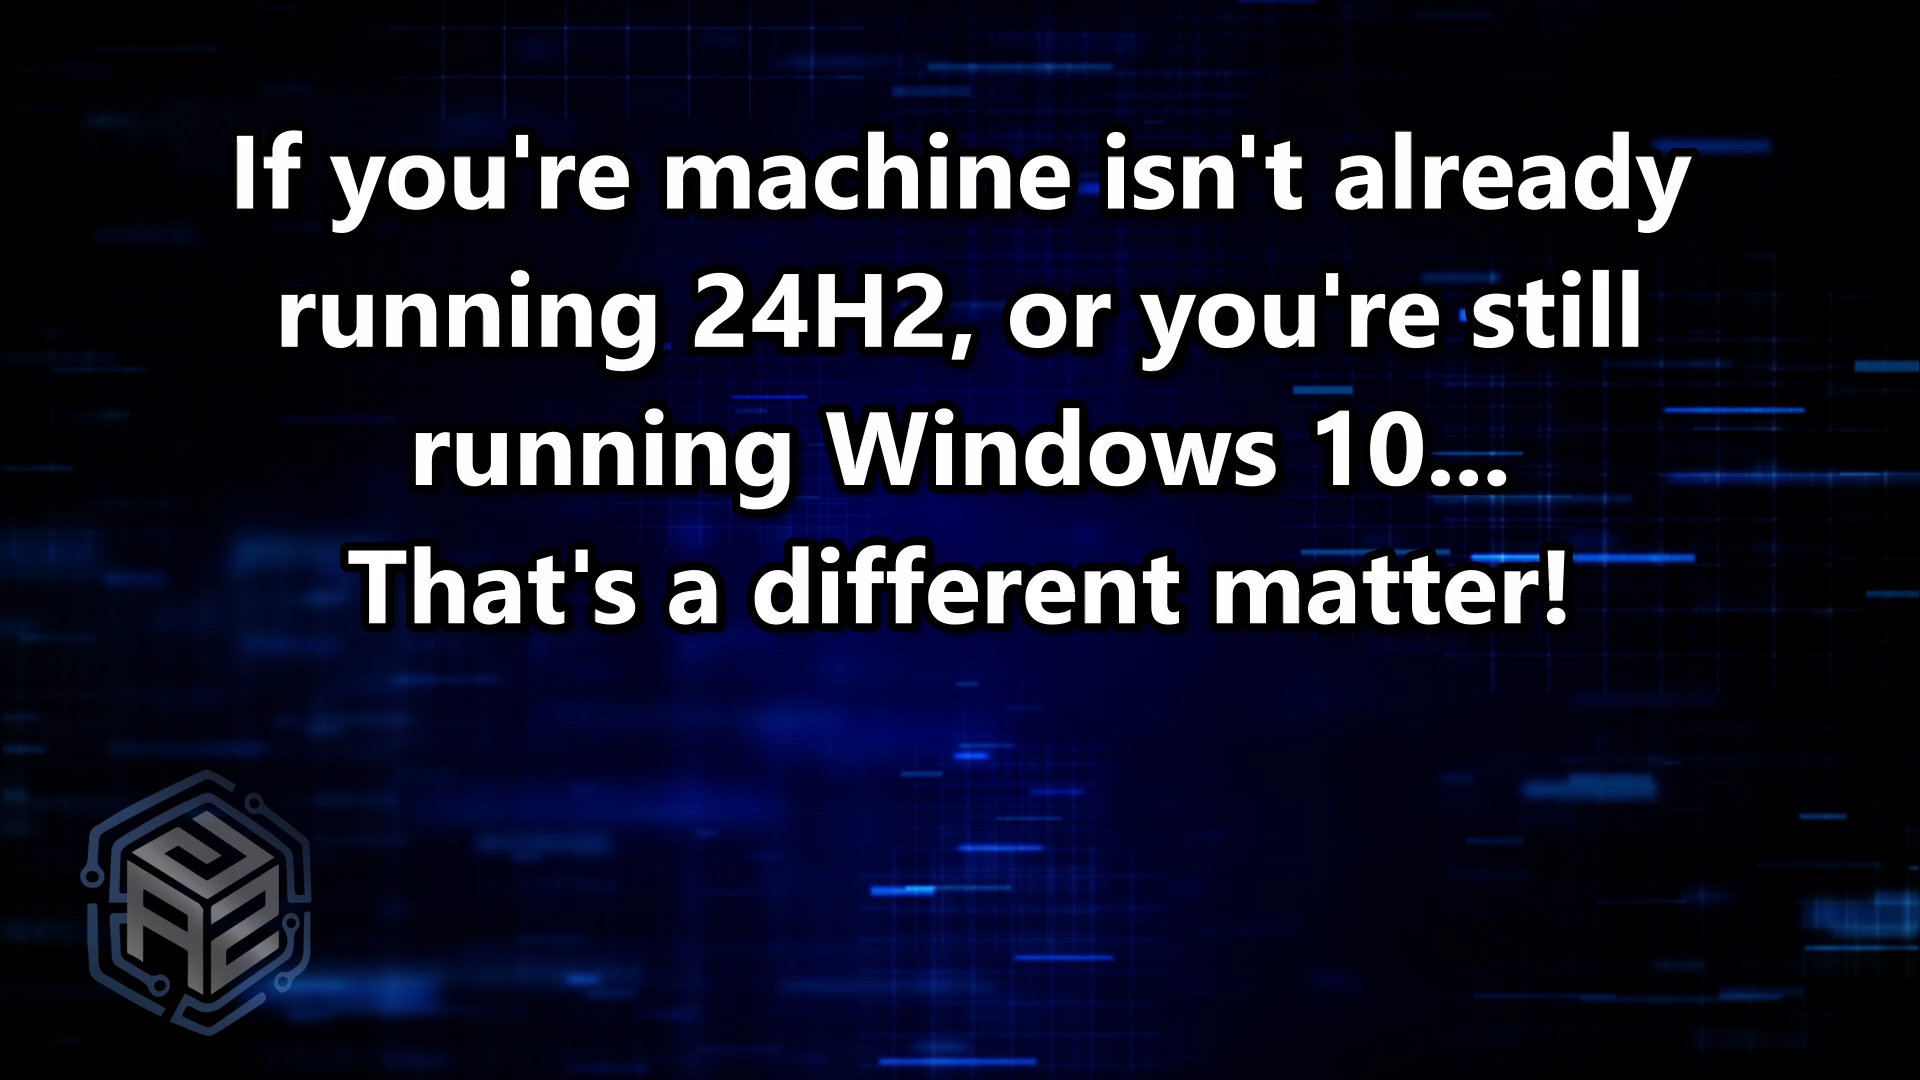 If you're machine isn't already
running 24H2, or you're still
running Windows 10...
That's a different matter!